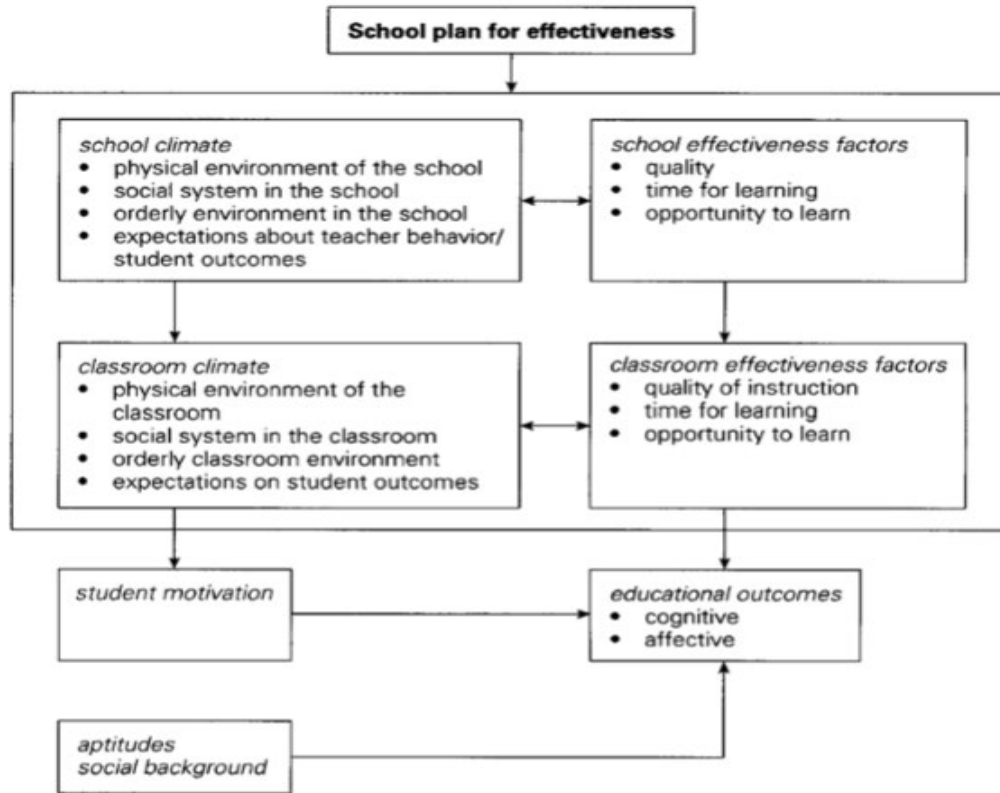 School plan for effectiveness
school climate
• physical environment of the school
• social system in the school
• orderly environment in the school
• expectations about teacher behavior/
student outcomes
school effectiveness factors
• quality
• time for learning
• opportunity to learn
classroom climate
• physical environment of the
classroom
• social system in the classroom
• orderly classroom environment
• expectations on student outcomes
classroom effectiveness factors
• quality of instruction
• time for learning
• opportunity to learn
student motivation
educational outcomes
• cognitive
• affective
aptitudes
social background